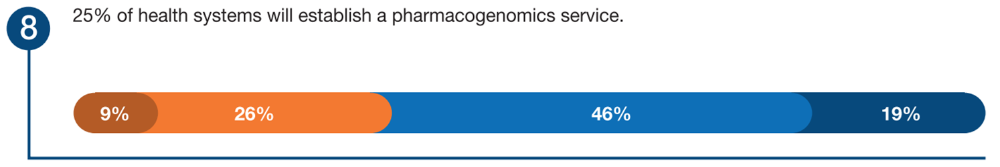 8
25% of health systems will establish a pharmacogenomics service.
9% 26% 46% 19%